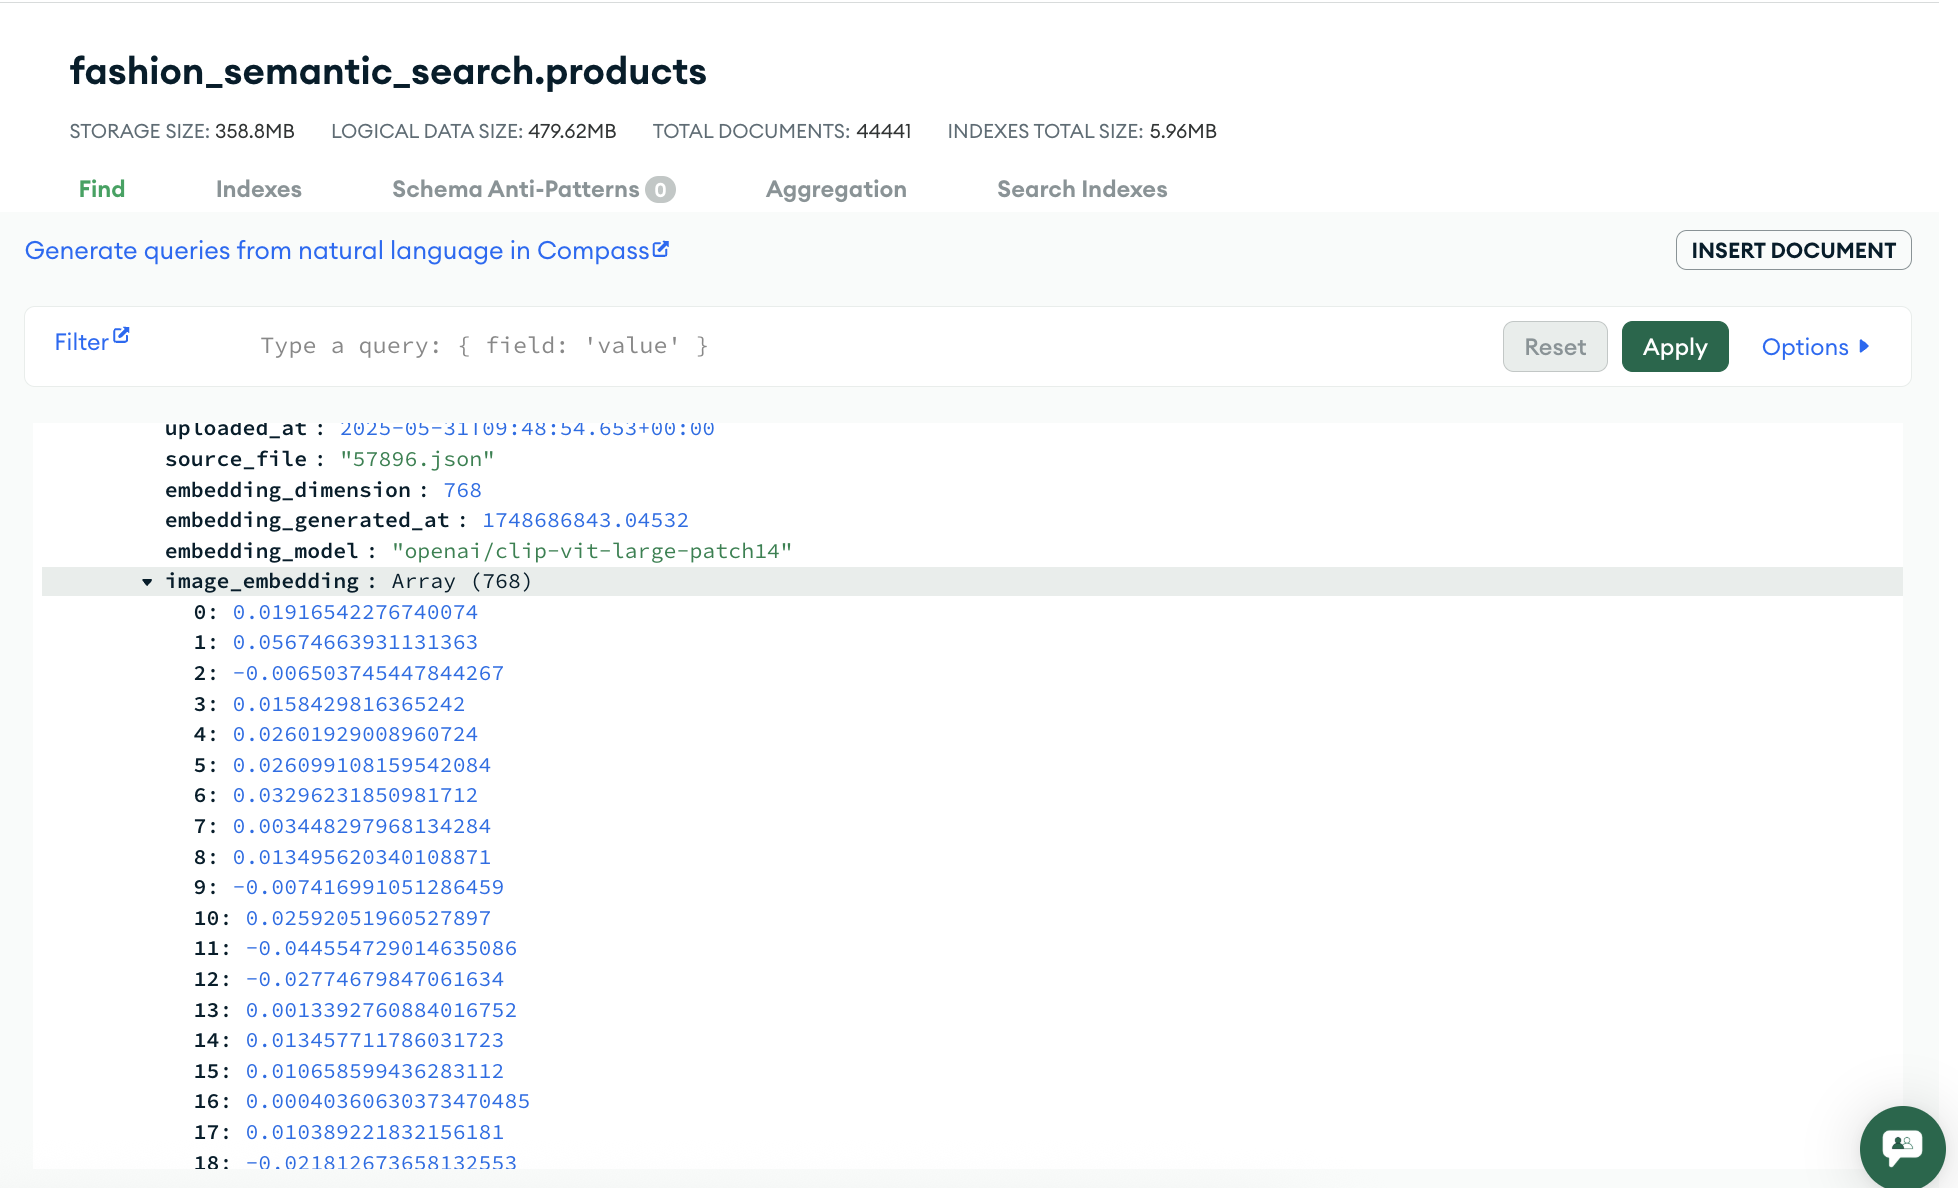 fashion_semantic_search.products
STORAGE SIZE: 358.8MB LOGICAL DATA SIZE: 479.62MB TOTAL DOCUMENTS: 44441 INDEXES TOTAL SIZE: 5.96MB
Find Indexes Schema Anti-Patterns 0 Aggregation Search Indexes
Generate queries from natural language in Compass
INSERT DOCUMENT
Filter Type a query: { field: 'value' } Reset Apply Options
uploaded_at : 2025-05-31T09:48:54.653+00:00
source_file : "57896.json"
embedding_dimension : 768
embedding_generated_at : 1748686843.04532
embedding_model : "openai/clip-vit-large-patch14"
image_embedding : Array (768)
0: 0.01916542276740074
1: 0.05674663931131363
2: -0.006503745447844267
3: 0.0158429816365242
4: 0.02601929008960724
5: 0.026099108159542084
6: 0.03296231850981712
7: 0.003448297968134284
8: 0.013495620340108871
9: -0.007416991051286459
10: 0.02592051960527897
11: -0.044554729014635086
12: -0.02774679847061634
13: 0.0013392760884016752
14: 0.013457711786031723
15: 0.010658599436283112
16: 0.00040360630373470485
17: 0.010389221832156181
18: -0.021812673658132553